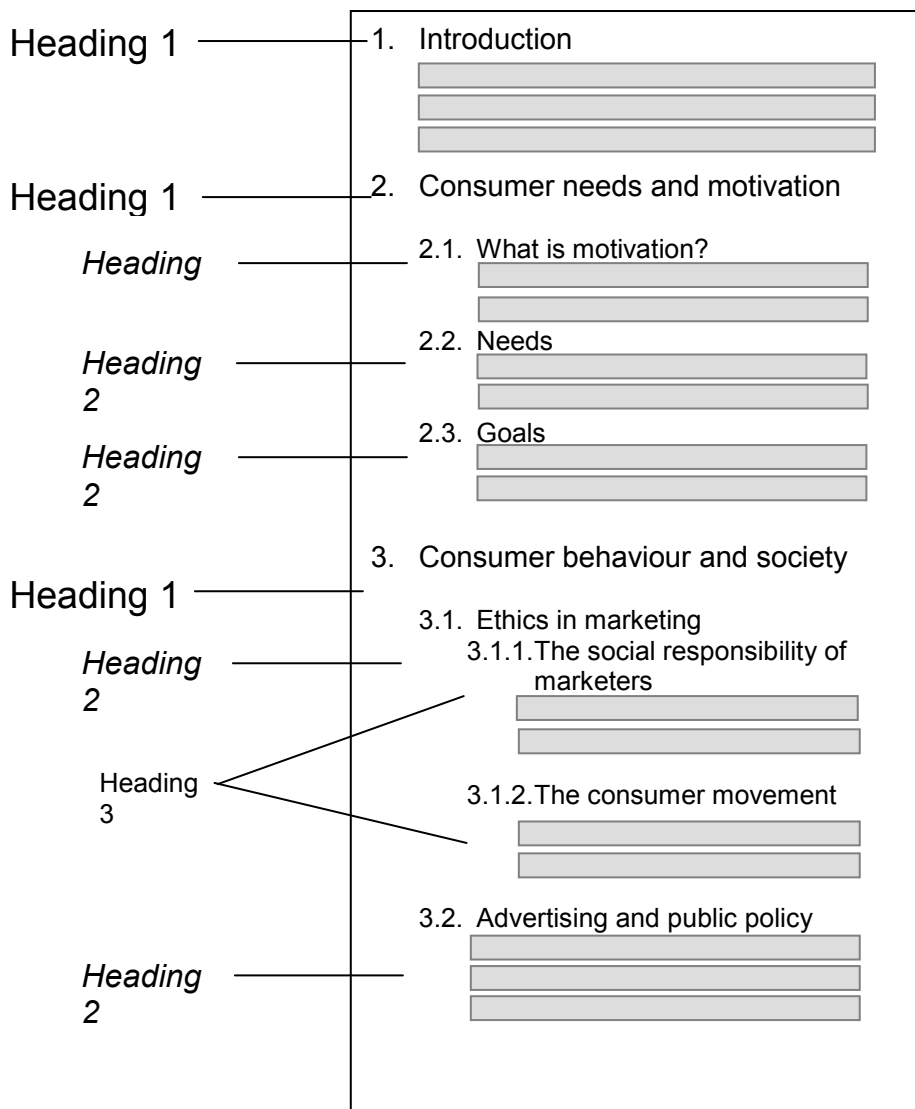 Heading 1
1. Introduction
Heading 1
2. Consumer needs and motivation
Heading
2.1. What is motivation?
Heading
2
2.2. Needs
Heading
2
2.3. Goals
Heading 1
3. Consumer behaviour and society
3.1. Ethics in marketing
Heading
2
3.1.1.The social responsibility of
marketers
Heading
3
3.1.2.The consumer movement
3.2. Advertising and public policy
Heading
2